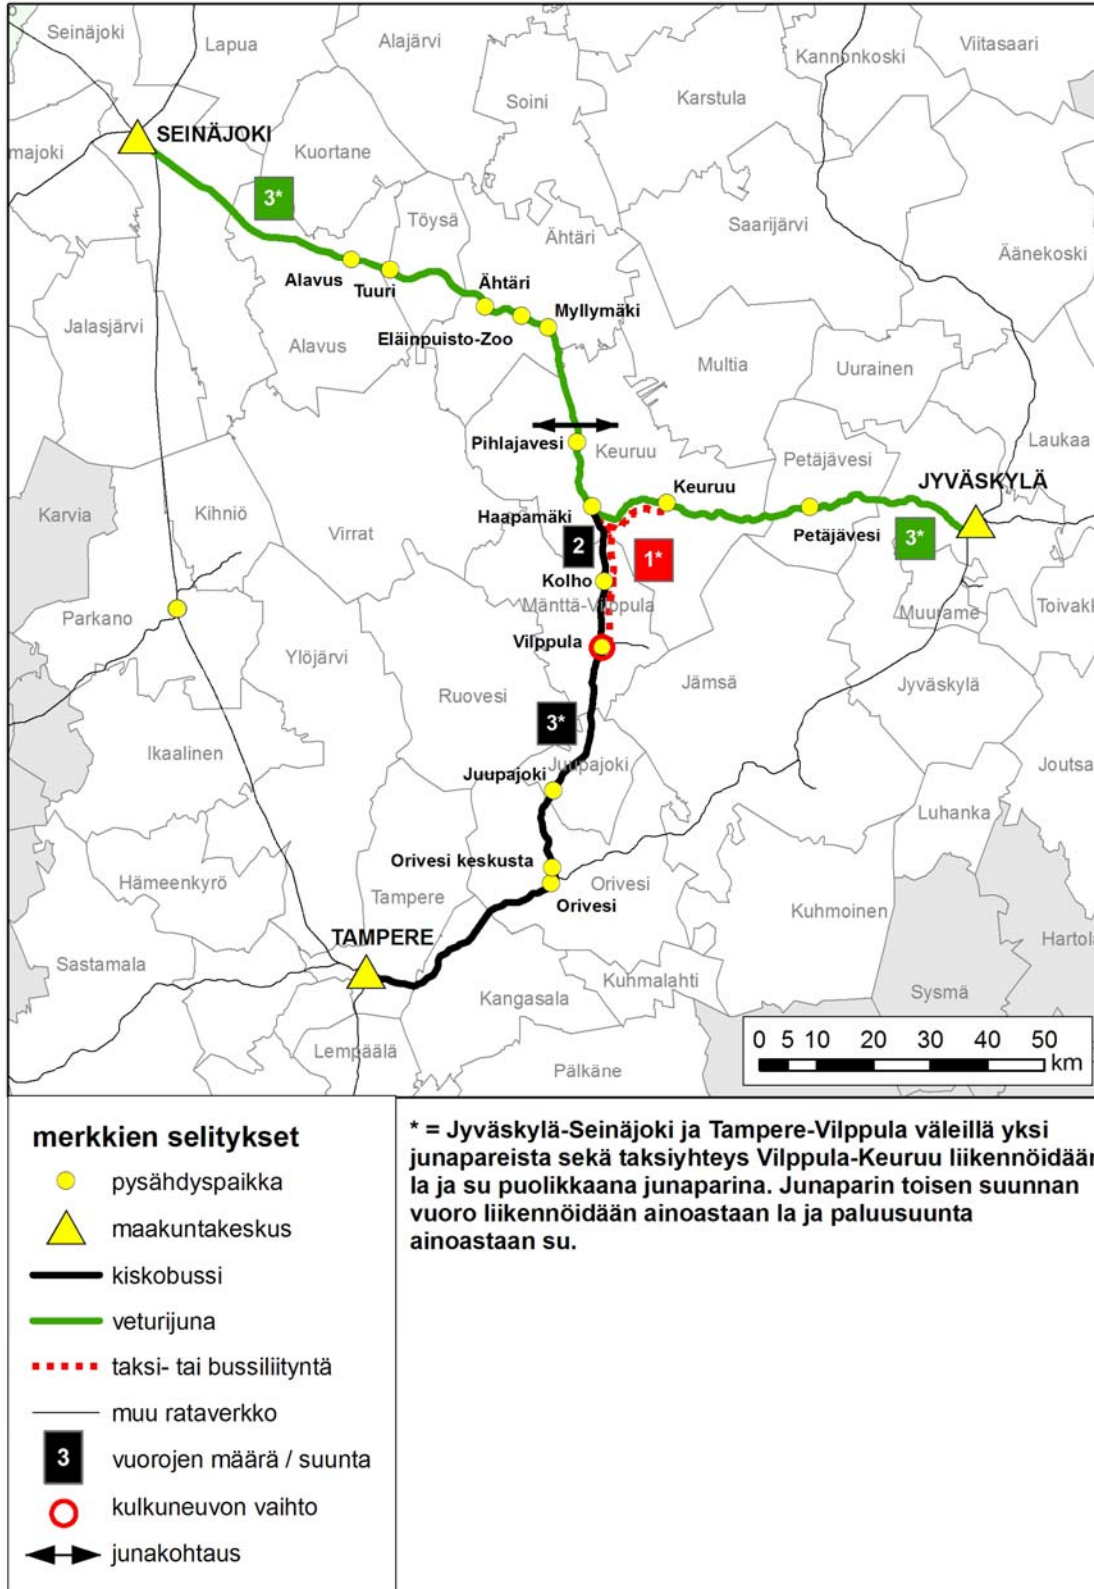 Seinäjoki
Lapua
Alajärvi
Kannonkoski
Viitasaari
Soini
Karstula
SEINÄJOKI
majoki
Kuortane
3*
Töysä
Ähtäri
Saarijärvi
Äänekoski
Alavus
Tuuri
Ähtäri
Myllymäki
Eläinpuisto-Zoo
Jalasjärvi
Alavus
Multia
Uurainen
Pihlajavesi
Keuruu
Petäjävesi
Laukaa
JYVÄSKYLÄ
Keuruu
Karvia
Kihniö
Virrat
Haapamäki
Petäjävesi
3*
2
1*
Kolho
Mänttä-Vilppula
Muurame
Toivakk
Parkano
Vilppula
Ylöjärvi
Ruovesi
Jämsä
Jyväskylä
3*
Ikaalinen
Juupajoki
Juupajoki
Joutsa
Luhanka
Orivesi keskusta
Hämeenkyrö
Tampere
Orivesi
Orivesi
Kuhmoinen
TAMPERE
Hartola
Sastamala
Kangasala
Kuhmalahti
Sysmä
Lempäälä
Pälkäne
0 5 10 20 30 40 50
km
merkkien selitykset
pysähdyspaikka
maakuntakeskus
kiskobussi
veturijuna
taksi- tai bussiliityntä
muu rataverkko
3
vuorojen määrä / suunta
kulkuneuvon vaihto
junakohtaus
* = Jyväskylä-Seinäjoki ja Tampere-Vilppula väleillä yksi
junapareista sekä taksiyhteys Vilppula-Keuruu liikennöidään
la ja su puolikkaana junaparina. Junaparin toisen suunnan
vuoro liikennöidään ainoastaan la ja paluusuunta
ainoastaan su.